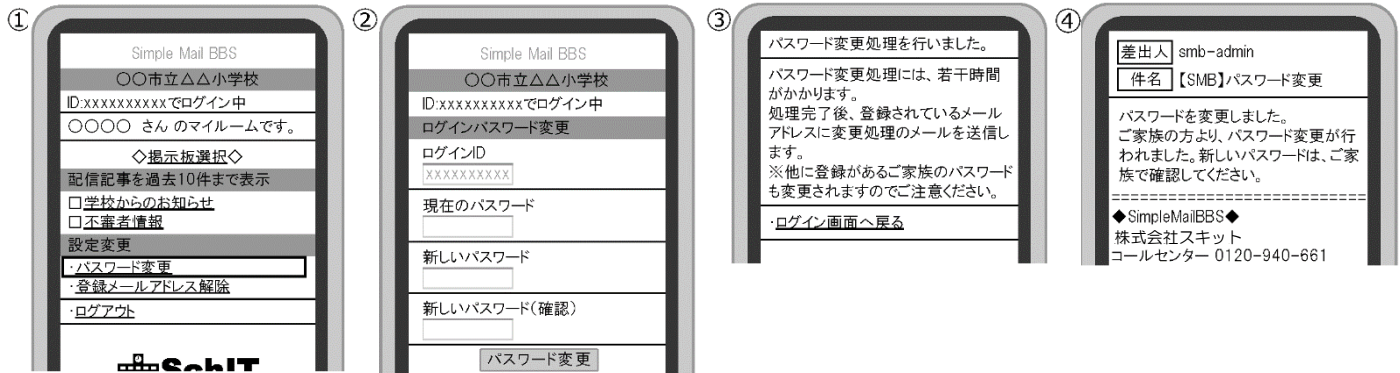 ①
Simple Mail BBS
〇〇市立△△小学校
ID:xxxxxxxxxxでログイン中
〇〇〇〇 さん のマイルームです。
◇掲示板選択◇
配信記事を過去10件まで表示
□学校からのお知らせ
□不審者情報
設定変更
・パスワード変更
・登録メールアドレス解除
・ログアウト
SchIT
②
Simple Mail BBS
〇〇市立△△小学校
ID:xxxxxxxxxxでログイン中
ログインパスワード変更
ログインID
xxxxxxxxxx
現在のパスワード
新しいパスワード
新しいパスワード(確認)
パスワード変更
③
パスワード変更処理を行いました。
パスワード変更処理には、若干時間
がかかります。
処理完了後、登録されているメール
アドレスに変更処理のメールを送信し
ます。
※他に登録があるご家族のパスワード
も変更されますのでご注意ください。
・ログイン画面へ戻る
④
差出人 smb-admin
件名 【SMB】パスワード変更
パスワードを変更しました。
ご家族の方より、パスワード変更が行
われました。新しいパスワードは、ご家
族で確認してください。
==============================
◆SimpleMailBBS◆
株式会社スキット
コールセンター 0120-940-661